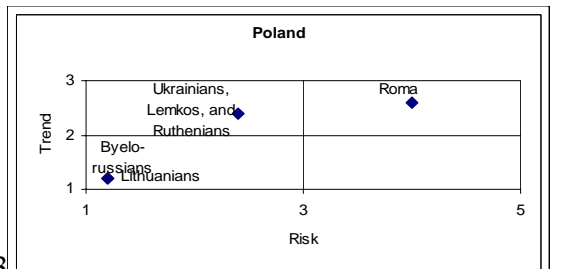 Poland
3
Ukrainians,
Lemkos, and
Ruthenians
Roma
Trend
2
Byelo-
russians
Lithuanians
1
1
3
5
Risk